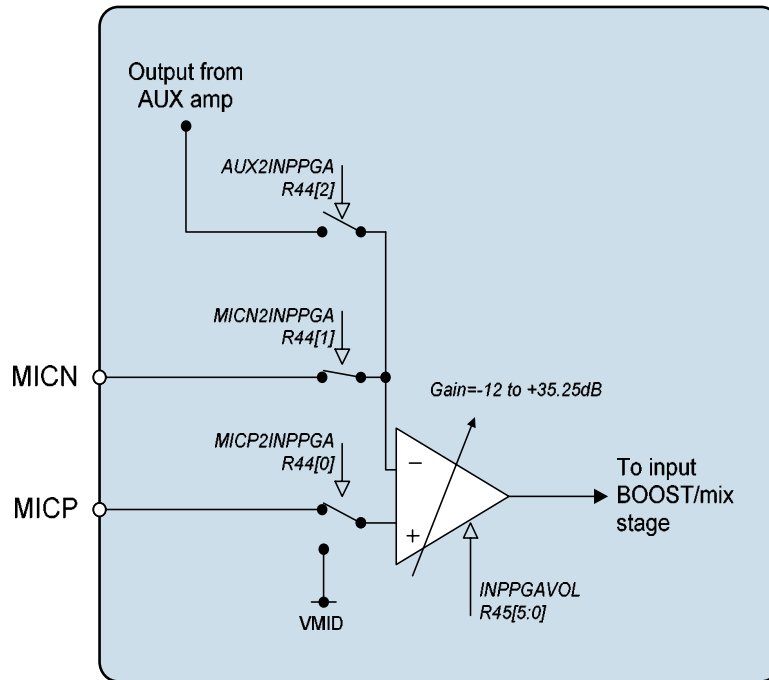 Output from
AUX amp
AUX2INPPGA
R44[2]
MICN2INPPGA
R44[1]
MICN
Gain=-12 to +35.25dB
MICP2INPPGA
R44[0]
−
To input
BOOST/mix
stage
MICP
+
INPPGAVOL
R45[5:0]
VMID